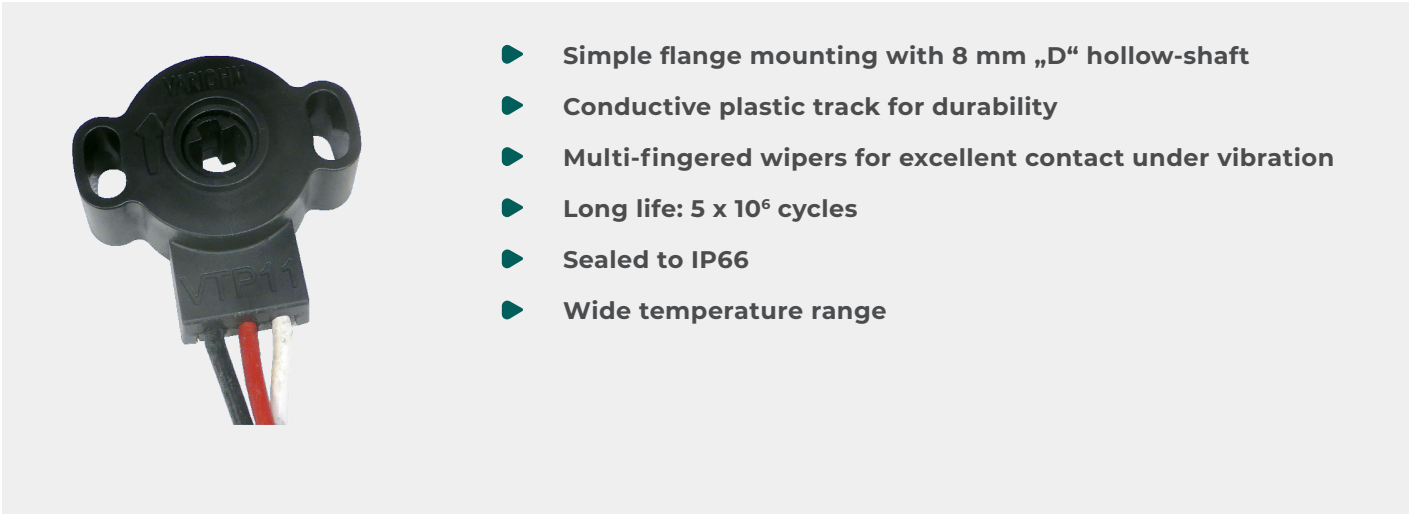 VARIOHM
VTP11
Simple flange mounting with 8 mm „D“ hollow-shaft
Conductive plastic track for durability
Multi-fingered wipers for excellent contact under vibration
Long life: 5 x 10⁶ cycles
Sealed to IP66
Wide temperature range